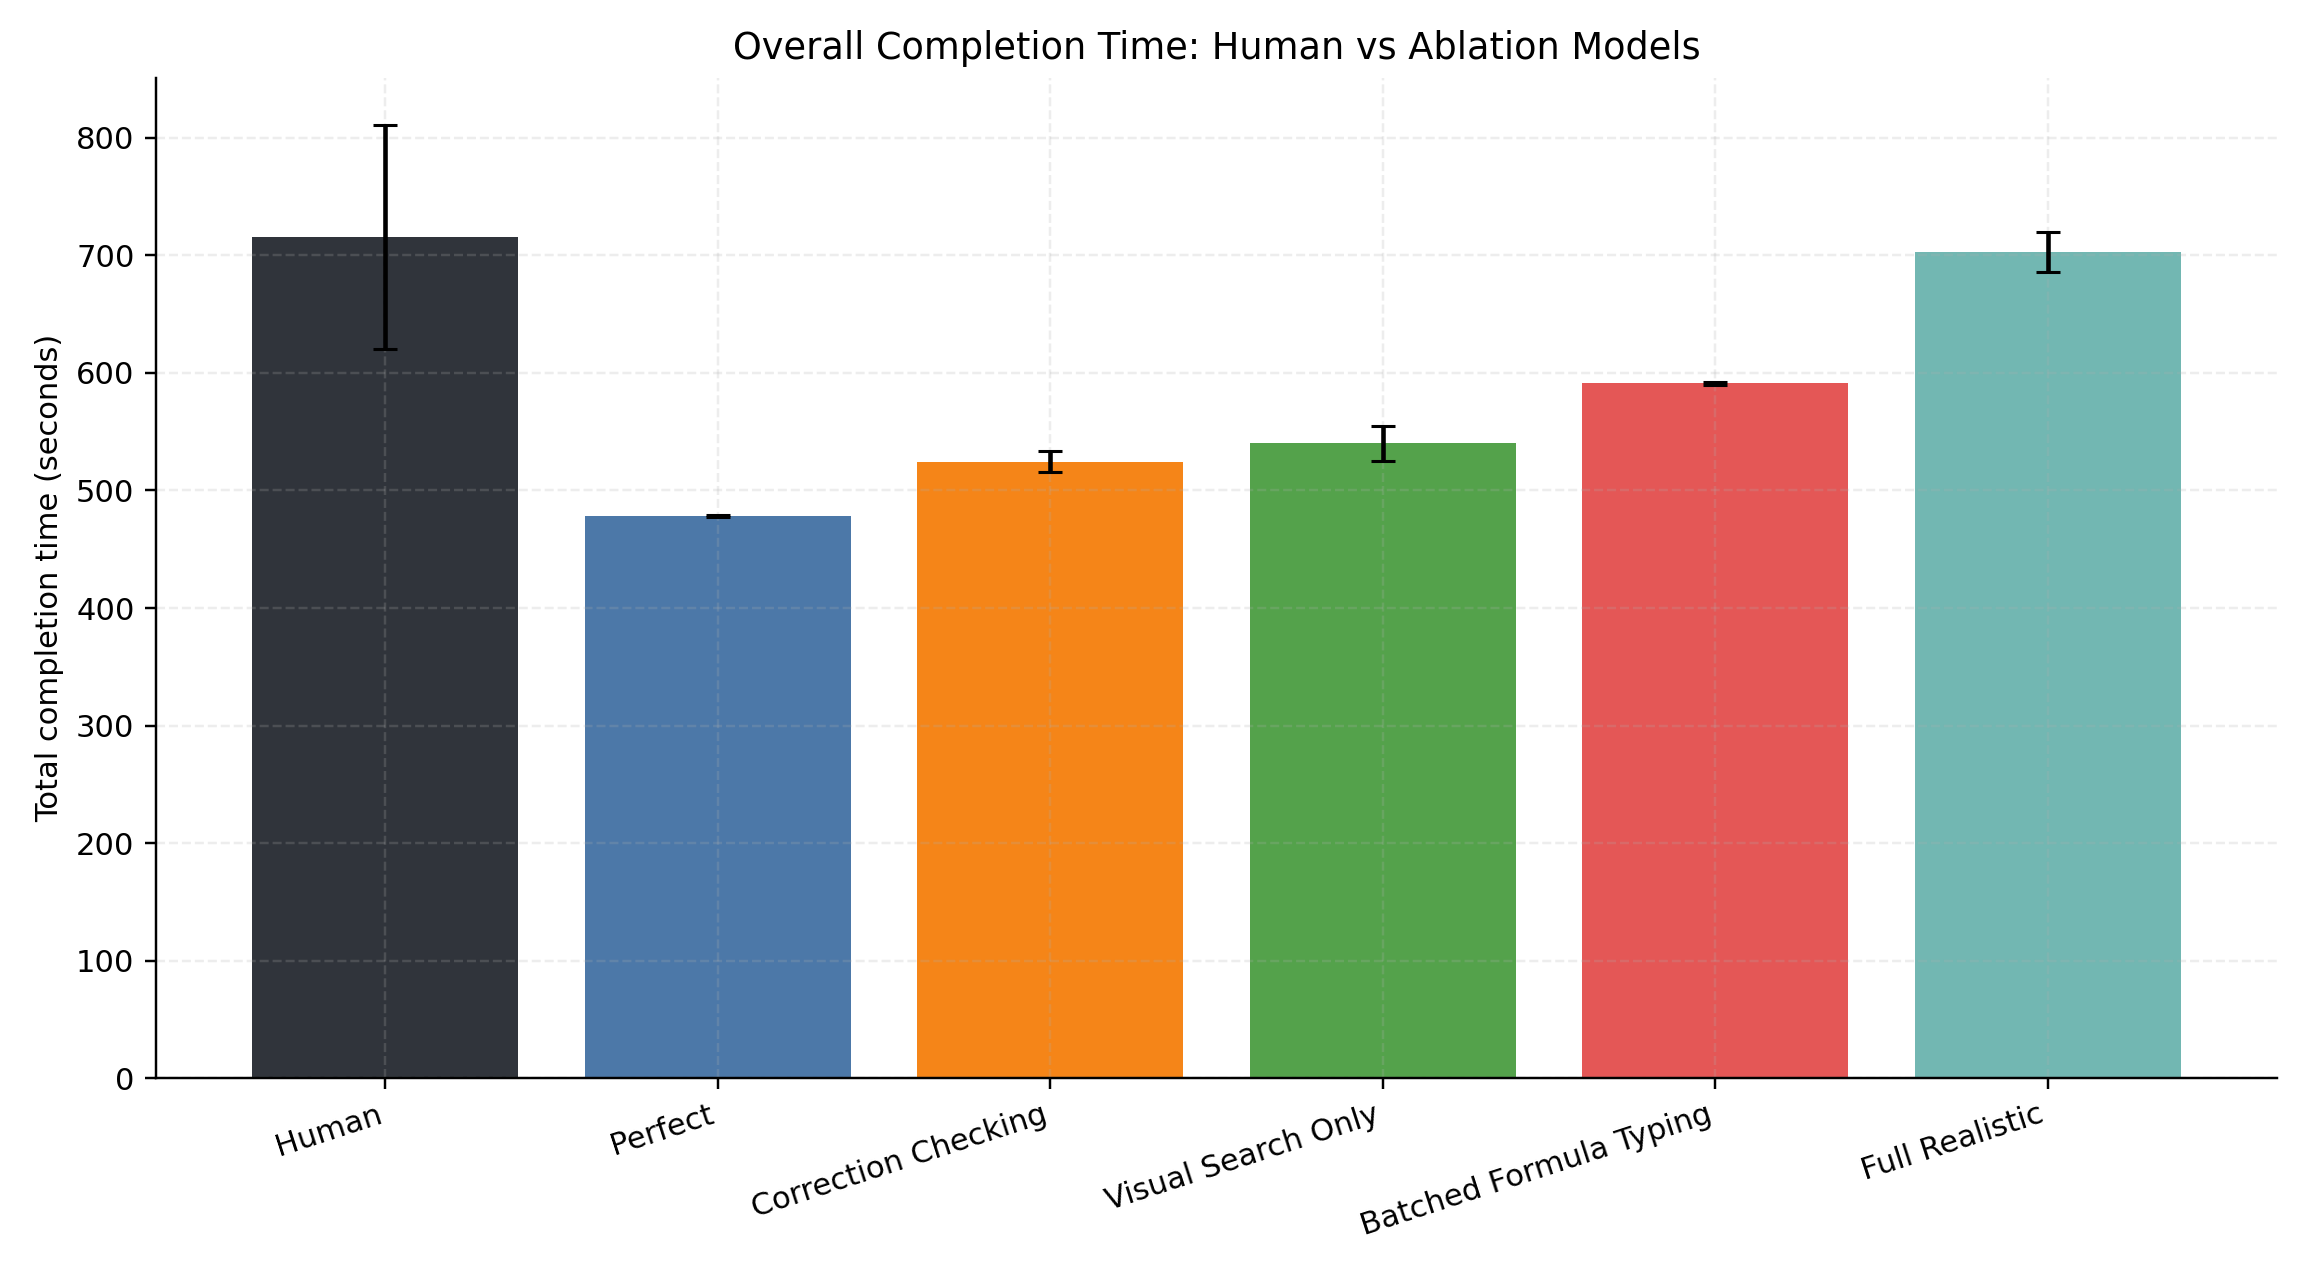 Overall Completion Time: Human vs Ablation Models
Total completion time (seconds)
800
700
600
500
400
300
200
100
0
Human
Perfect
Correction Checking
Visual Search Only
Batched Formula Typing
Full Realistic